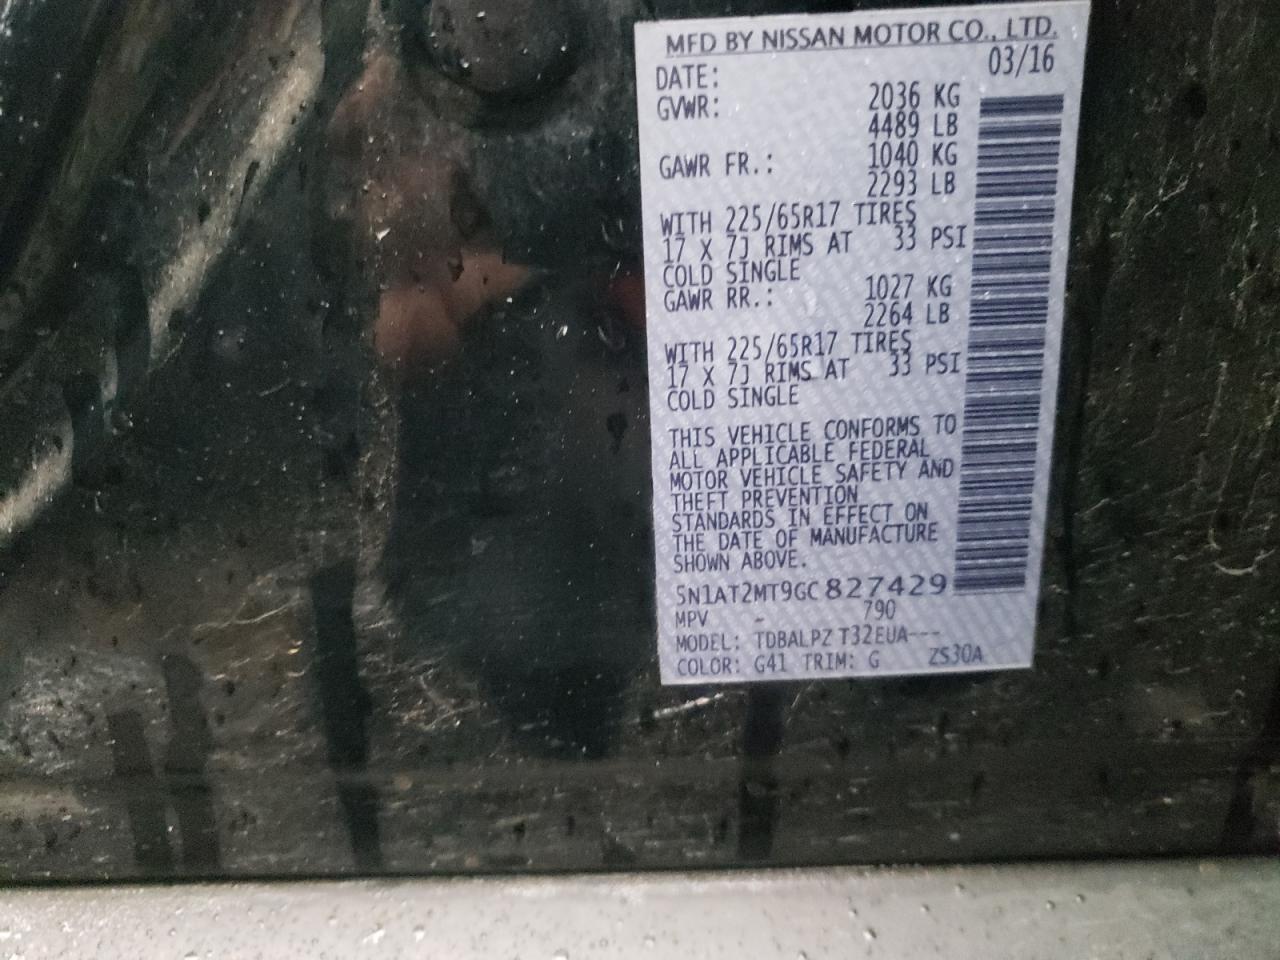 MFD BY NISSAN MOTOR CO., LTD.
DATE: 03/16
GVWR: 2036 KG
4489 LB
GAWR FR.: 1040 KG
2293 LB
WITH 225/65R17 TIRES
17 X 7J RIMS AT 33 PSI
COLD SINGLE
GAWR RR.: 1027 KG
2264 LB
WITH 225/65R17 TIRES
17 X 7J RIMS AT 33 PSI
COLD SINGLE
THIS VEHICLE CONFORMS TO
ALL APPLICABLE FEDERAL
MOTOR VEHICLE SAFETY AND
THEFT PREVENTION
STANDARDS IN EFFECT ON
THE DATE OF MANUFACTURE
SHOWN ABOVE.
5N1AT2MT9GC827429
MPV - 790
MODEL: TDBALPZ T32EUA---
COLOR: G41 TRIM: G ZS30A